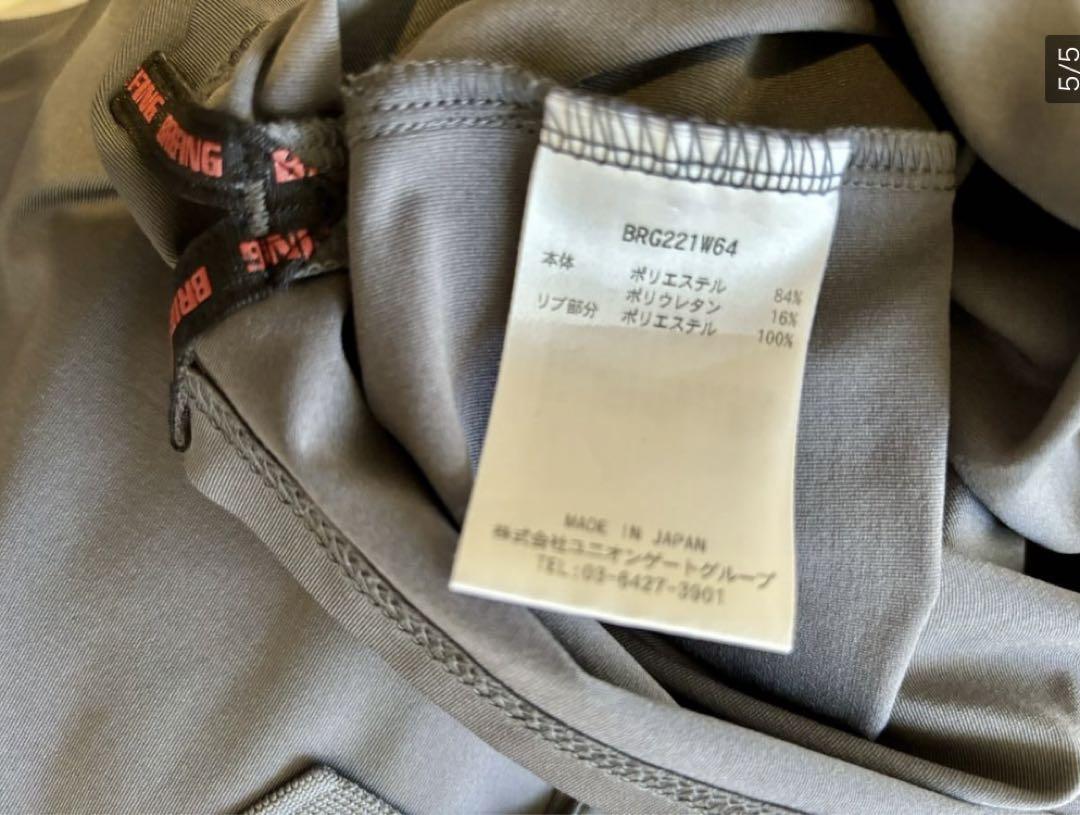 5/5
FING BRIEFING
BRG221W64
本体 ポリエステル 84%
ポリウレタン 16%
リブ部分 ポリエステル 100%
MADE IN JAPAN
株式会社ユニオンゲートグループ
TEL:03-6427-3901